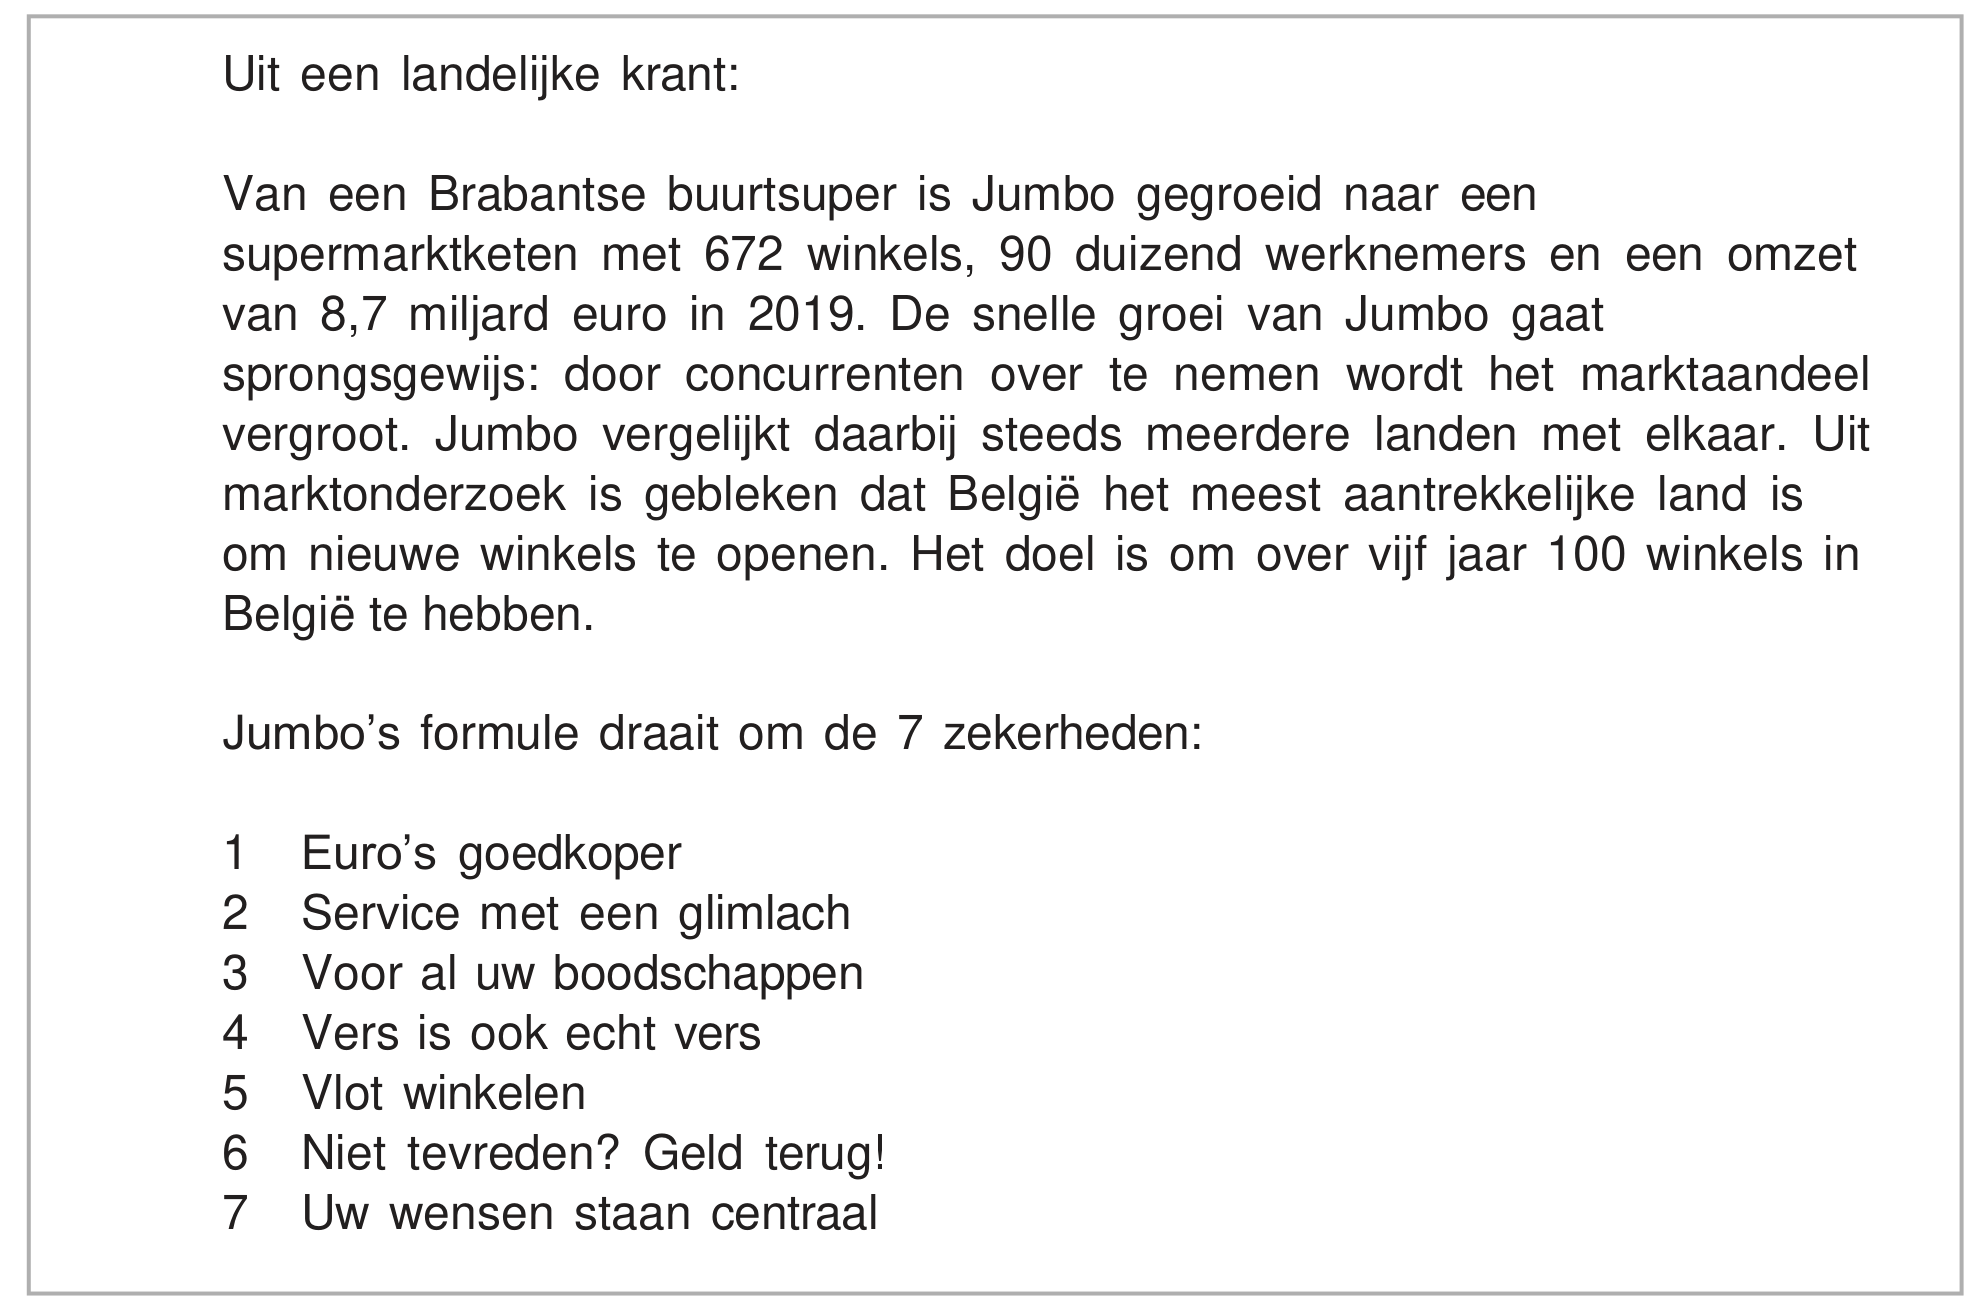 Uit een landelijke krant:
Van een Brabantse buurtsuper is Jumbo gegroeid naar een
supermarktketen met 672 winkels, 90 duizend werknemers en een omzet
van 8,7 miljard euro in 2019. De snelle groei van Jumbo gaat
sprongsgewijs: door concurrenten over te nemen wordt het marktaandeel
vergroot. Jumbo vergelijkt daarbij steeds meerdere landen met elkaar. Uit
marktonderzoek is gebleken dat België het meest aantrekkelijke land is
om nieuwe winkels te openen. Het doel is om over vijf jaar 100 winkels in
België te hebben.
Jumbo’s formule draait om de 7 zekerheden:
1 Euro’s goedkoper
2 Service met een glimlach
3 Voor al uw boodschappen
4 Vers is ook echt vers
5 Vlot winkelen
6 Niet tevreden? Geld terug!
7 Uw wensen staan centraal